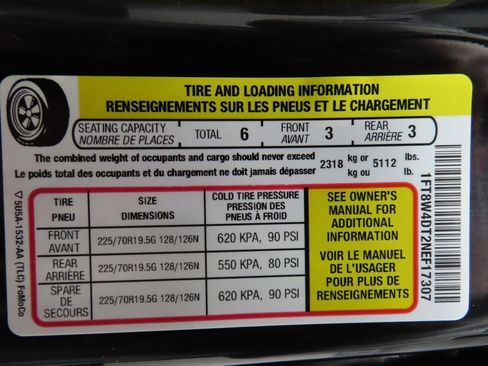 TIRE AND LOADING INFORMATION
RENSEIGNEMENTS SUR LES PNEUS ET LE CHARGEMENT
SEATING CAPACITY TOTAL 6 FRONT 3 REAR 3
NOMBRE DE PLACES AVANT ARRIÈRE
The combined weight of occupants and cargo should never exceed 2318 kg or 5112 lbs.
Le poids total des occupants et du chargement ne doit jamais dépasser kg ou lb.
TIRE SIZE COLD TIRE PRESSURE
PNEU DIMENSIONS PRESSION DES PNEUS À FROID
FRONT AVANT 225/70R19.5G 128/126N 620 KPA, 90 PSI
REAR ARRIÈRE 225/70R19.5G 128/126N 550 KPA, 80 PSI
SPARE DE SECOURS 225/70R19.5G 128/126N 620 KPA, 90 PSI
SEE OWNER'S
MANUAL FOR
ADDITIONAL
INFORMATION
VOIR LE MANUEL
DE L'USAGER
POUR PLUS DE
RENSEIGNEMENTS
1FT8W4DT2NEF17307
5U5A-1532-AA (TLC) FoMoCo